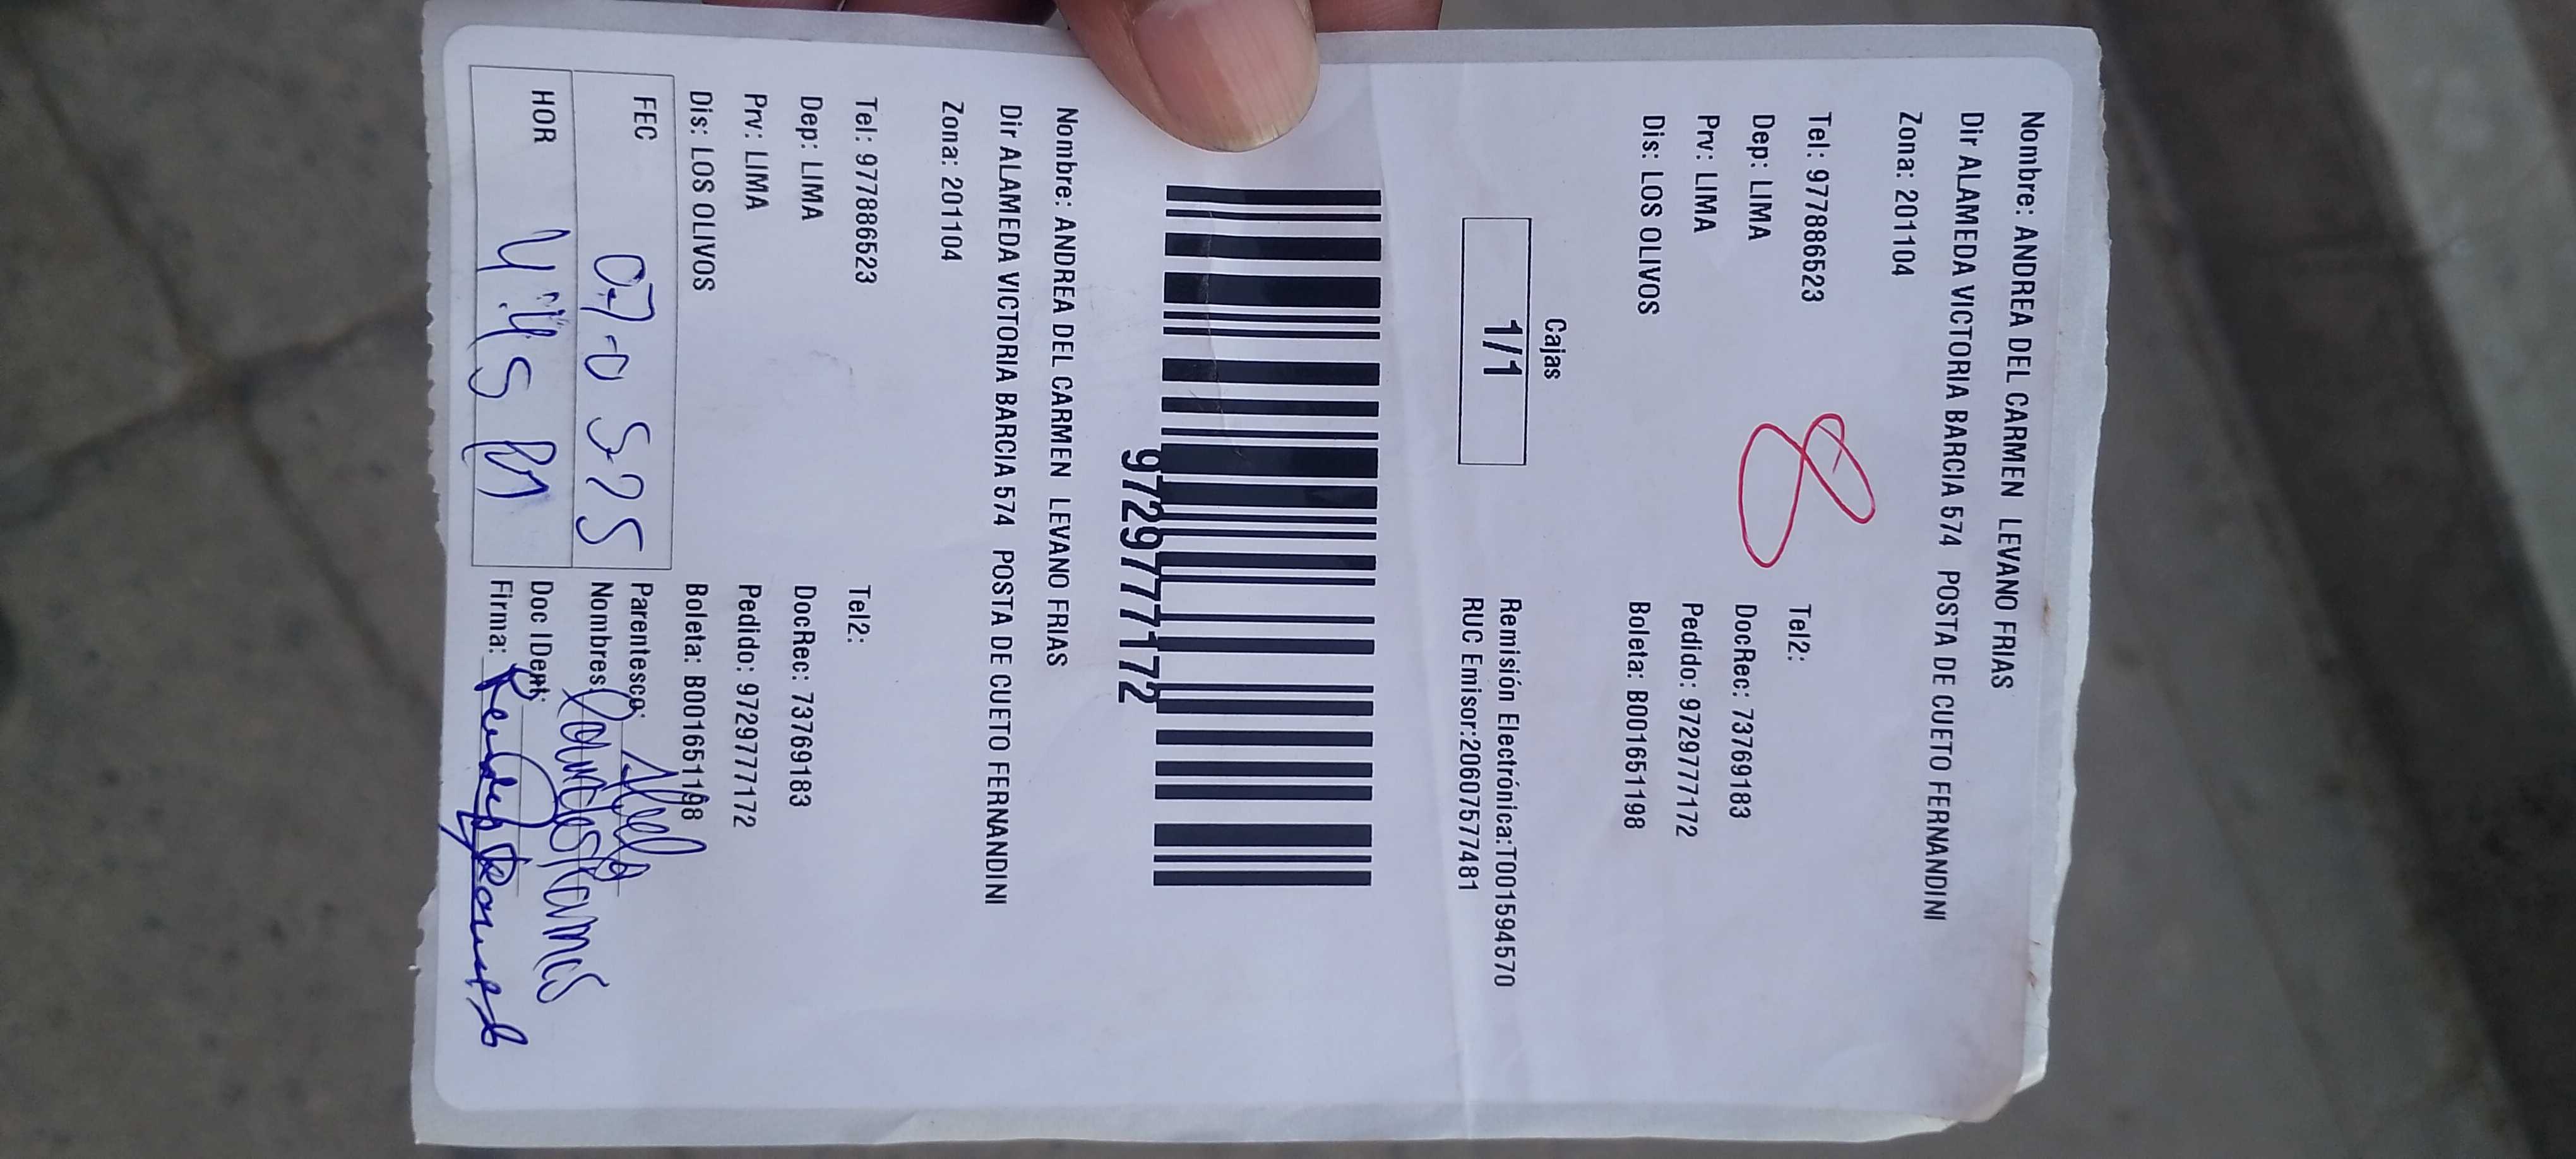 Nombre: ANDREA DEL CARMEN LEVANO FRIAS
Dir ALAMEDA VICTORIA BARCIA 574 POSTA DE CUETO FERNANDINI
Zona: 201104
Tel: 977886523 Tel2:
Dep: LIMA DocRec: 73769183
Prv: LIMA Pedido: 9729777172
Dis: LOS OLIVOS Boleta: B001651198
8
Cajas
1/1
Remisión Electrónica:T001594570
RUC Emisor:20607577481
9729777172
Nombre: ANDREA DEL CARMEN LEVANO FRIAS
Dir ALAMEDA VICTORIA BARCIA 574 POSTA DE CUETO FERNANDINI
Zona: 201104
Tel: 977886523 Tel2:
Dep: LIMA DocRec: 73769183
Prv: LIMA Pedido: 9729777172
Dis: LOS OLIVOS Boleta: B001651198
FEC 07-0525 Parentesco:
Nombres:
HOR Doc IDent:
Firma: